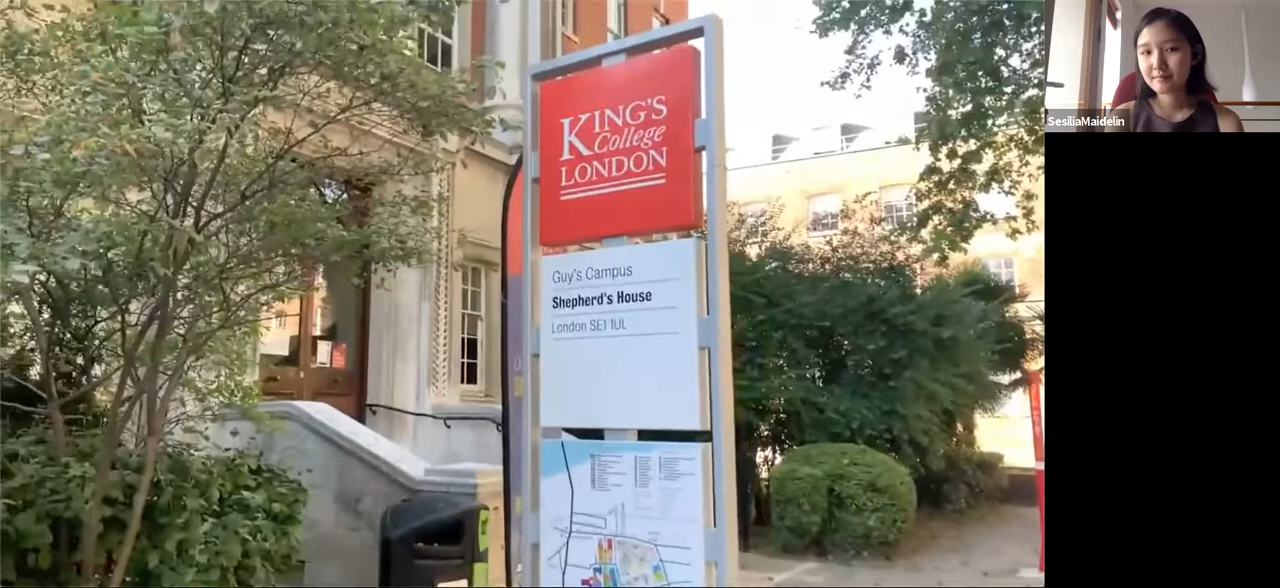 KING'S
College
LONDON
Guy's Campus
Shepherd's House
London SE1 1UL
SesiliaMaidelin